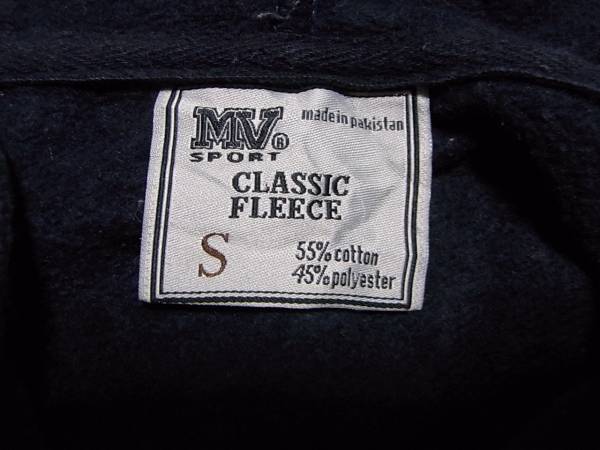 MV®
SPORT
made in pakistan
CLASSIC
FLEECE
S
55% cotton
45% polyester